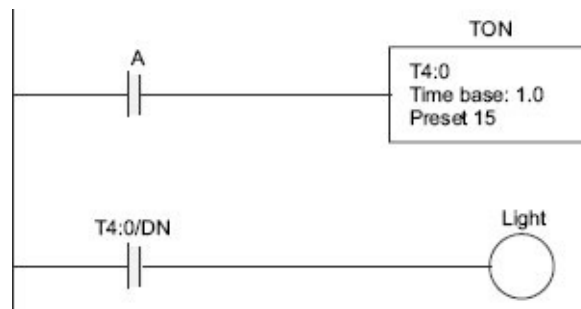 TON
A
T4:0
Time base: 1.0
Preset 15
T4:0/DN
Light